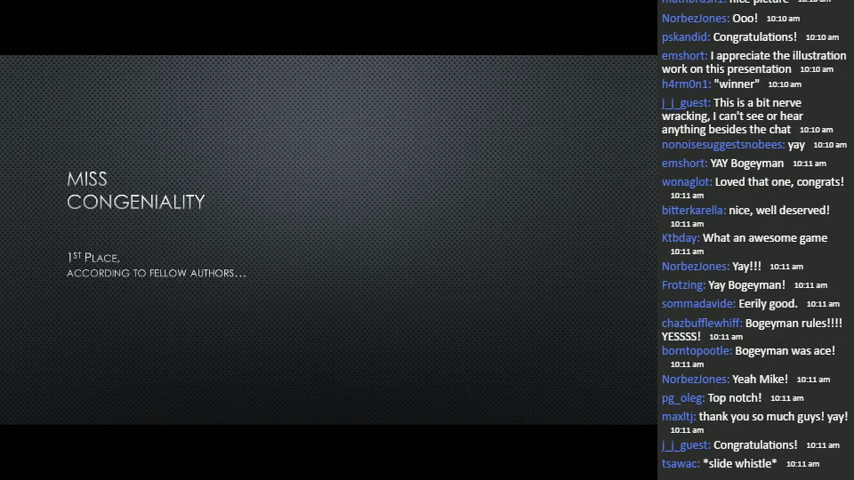 MISS
CONGENIALITY
1ST PLACE,
ACCORDING TO FELLOW AUTHORS...
NorbezJones: Ooo! 10:10 am
pskandid: Congratulations! 10:10 am
emshort: I appreciate the illustration
work on this presentation 10:10 am
h4rm0n1: "winner" 10:10 am
j_j_guest: This is a bit nerve
wracking, I can't see or hear
anything besides the chat 10:10 am
nonoisesuggestsnobees: yay 10:10 am
emshort: YAY Bogeyman 10:11 am
wonaglot: Loved that one, congrats!
10:11 am
bitterkarella: nice, well deserved!
10:11 am
Ktbday: What an awesome game
10:11 am
NorbezJones: Yay!!! 10:11 am
Frotzing: Yay Bogeyman! 10:11 am
sommadavide: Eerily good. 10:11 am
chazbufflewhiff: Bogeyman rules!!!!
YESSSS! 10:11 am
borntopootle: Bogeyman was ace!
10:11 am
NorbezJones: Yeah Mike! 10:11 am
pg_oleg: Top notch! 10:11 am
maxltj: thank you so much guys! yay!
10:11 am
j_j_guest: Congratulations! 10:11 am
tsawac: *slide whistle* 10:11 am